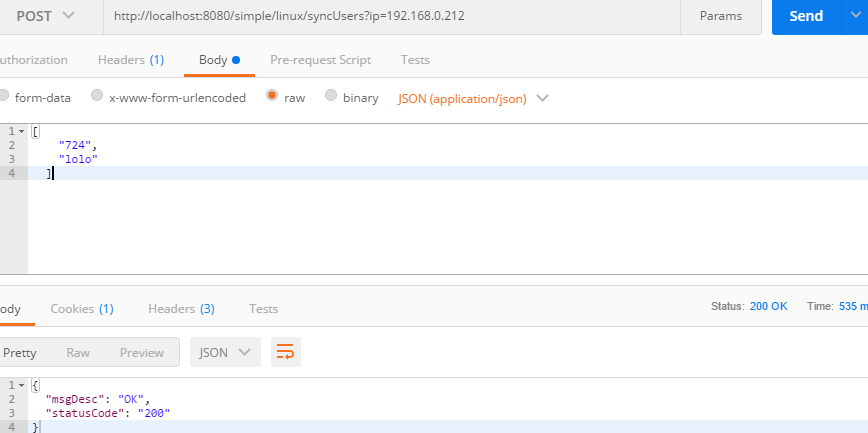 POST http://localhost:8080/simple/linux/syncUsers?ip=192.168.0.212 Params Send
uthorization Headers (1) Body Pre-request Script Tests
form-data x-www-form-urlencoded raw binary JSON (application/json)
1 [
2 "724",
3 "lolo"
4 ]
ody Cookies (1) Headers (3) Tests Status: 200 OK Time: 535 m
Pretty Raw Preview JSON
1 {
2 "msgDesc": "OK",
3 "statusCode": "200"
4 }